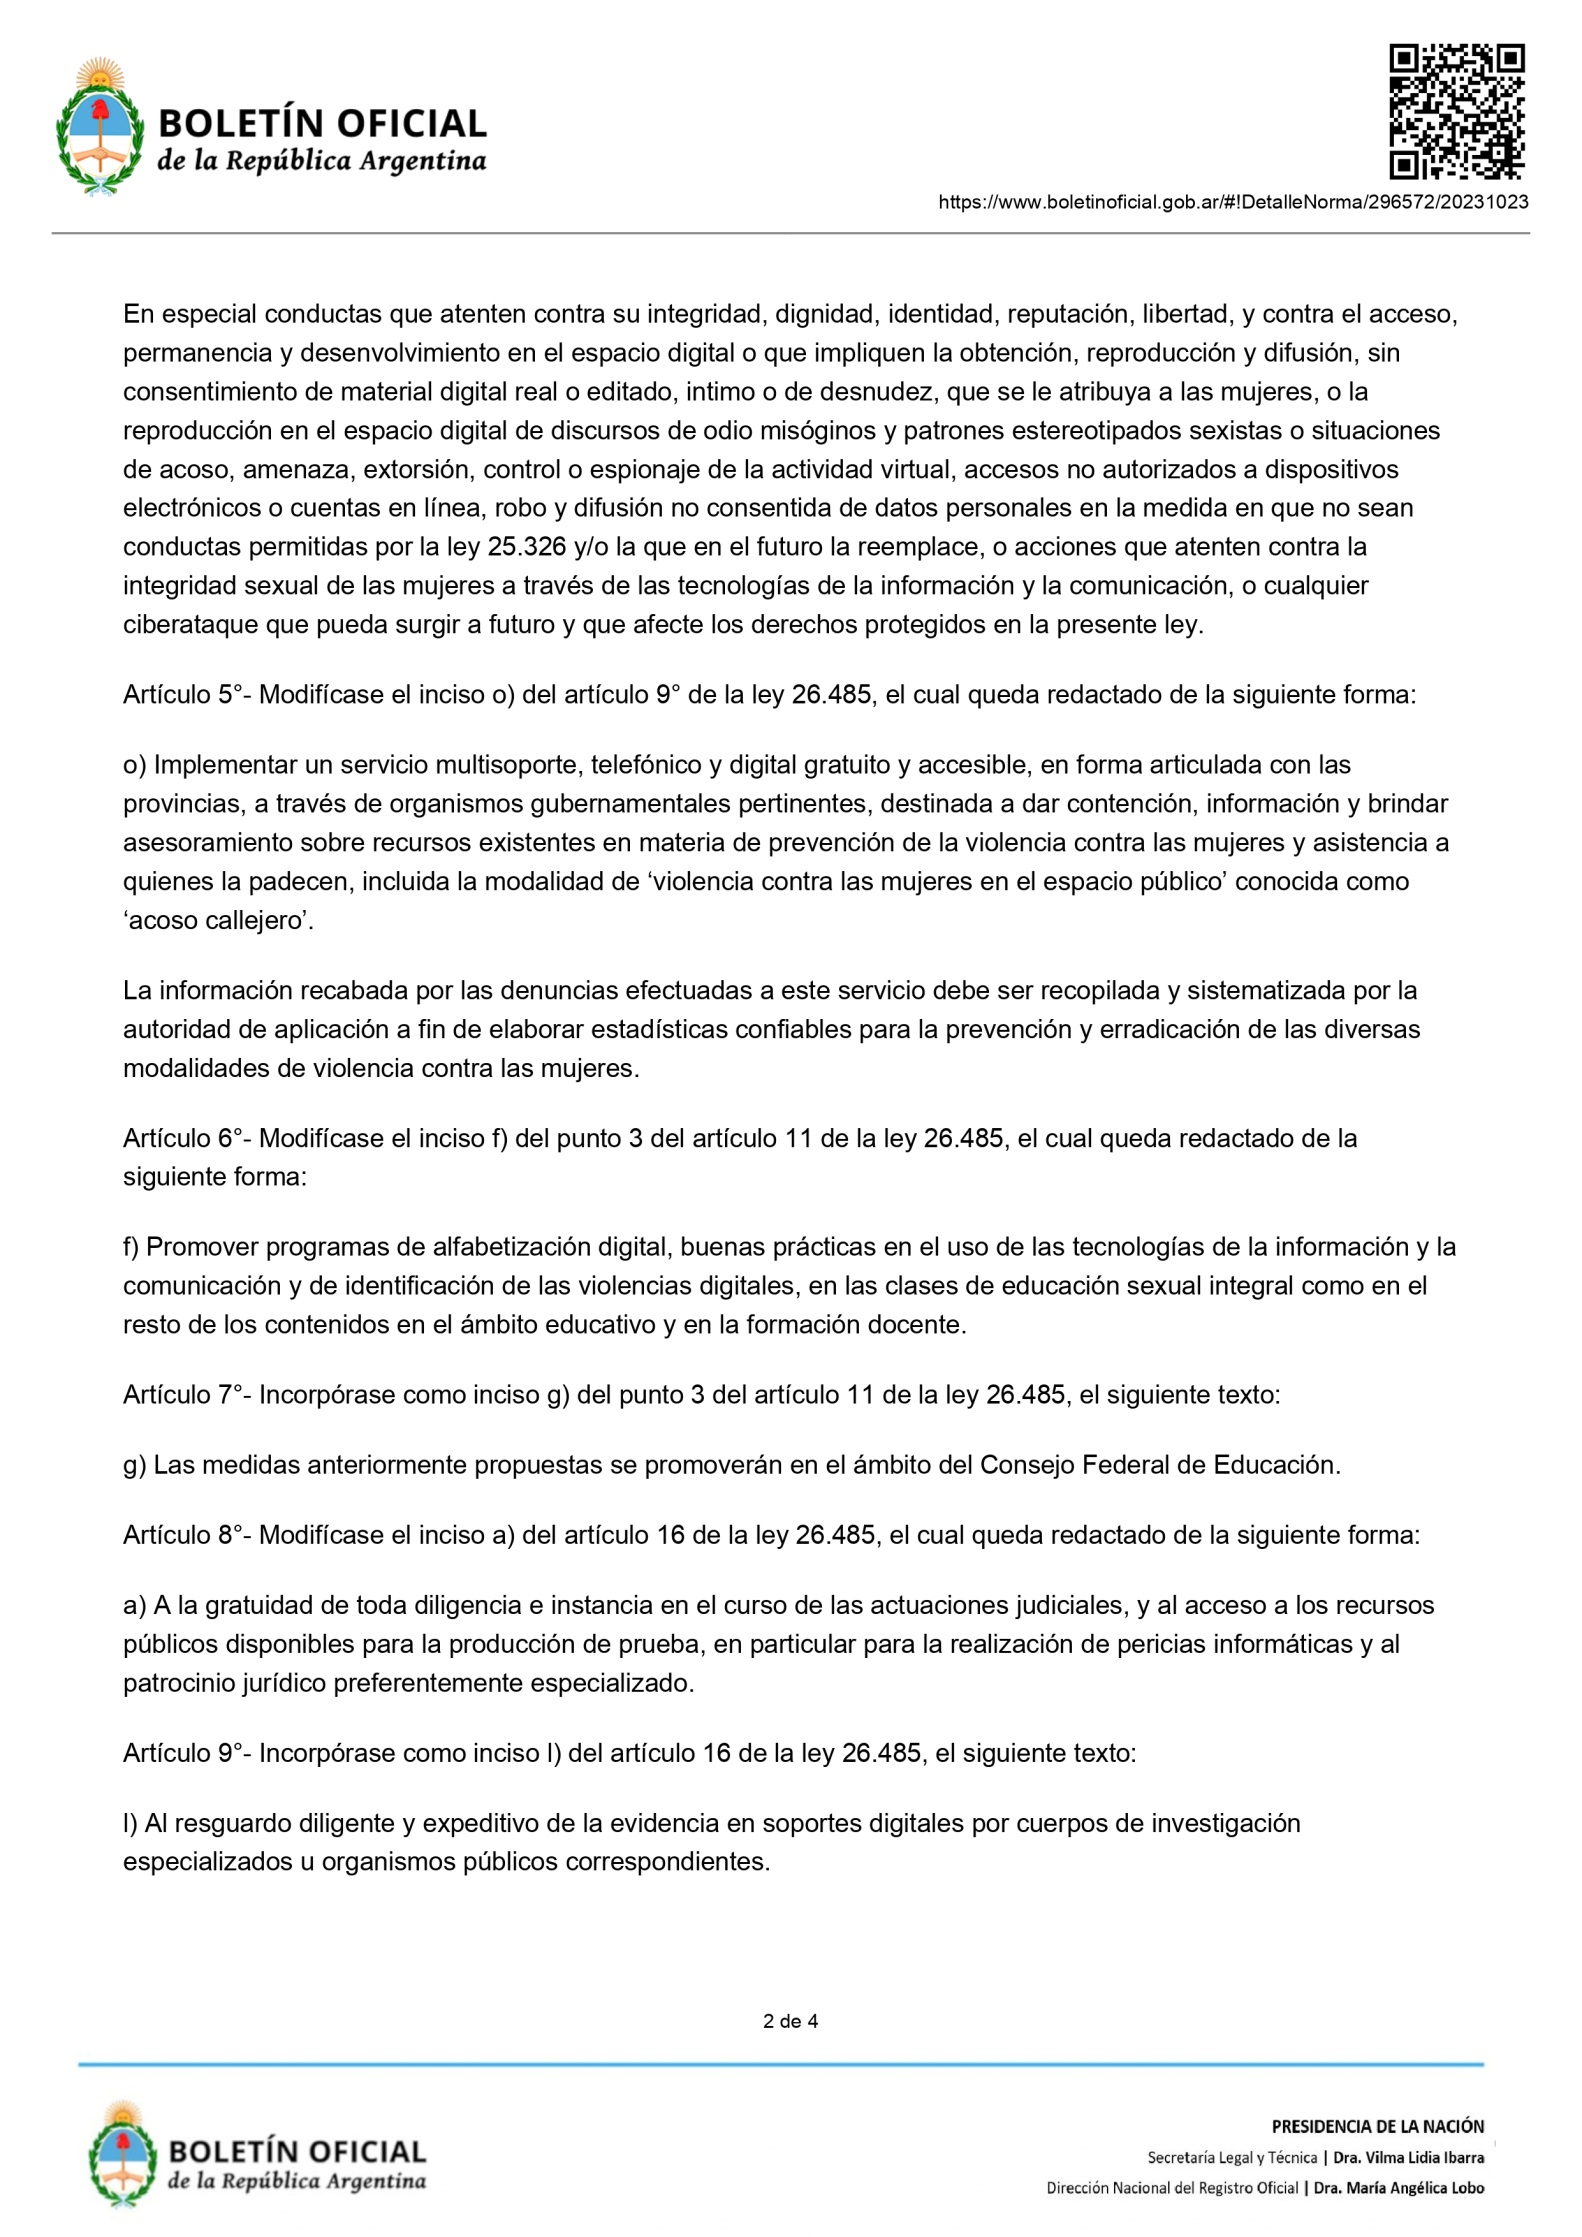 BOLETÍN OFICIAL
de la República Argentina
https://www.boletinoficial.gob.ar/#!DetalleNorma/296572/20231023
En especial conductas que atenten contra su integridad, dignidad, identidad, reputación, libertad, y contra el acceso,
permanencia y desenvolvimiento en el espacio digital o que impliquen la obtención, reproducción y difusión, sin
consentimiento de material digital real o editado, intimo o de desnudez, que se le atribuya a las mujeres, o la
reproducción en el espacio digital de discursos de odio misóginos y patrones estereotipados sexistas o situaciones
de acoso, amenaza, extorsión, control o espionaje de la actividad virtual, accesos no autorizados a dispositivos
electrónicos o cuentas en línea, robo y difusión no consentida de datos personales en la medida en que no sean
conductas permitidas por la ley 25.326 y/o la que en el futuro la reemplace, o acciones que atenten contra la
integridad sexual de las mujeres a través de las tecnologías de la información y la comunicación, o cualquier
ciberataque que pueda surgir a futuro y que afecte los derechos protegidos en la presente ley.
Artículo 5°- Modifícase el inciso o) del artículo 9° de la ley 26.485, el cual queda redactado de la siguiente forma:
o) Implementar un servicio multisoporte, telefónico y digital gratuito y accesible, en forma articulada con las
provincias, a través de organismos gubernamentales pertinentes, destinada a dar contención, información y brindar
asesoramiento sobre recursos existentes en materia de prevención de la violencia contra las mujeres y asistencia a
quienes la padecen, incluida la modalidad de ‘violencia contra las mujeres en el espacio público’ conocida como
‘acoso callejero’.
La información recabada por las denuncias efectuadas a este servicio debe ser recopilada y sistematizada por la
autoridad de aplicación a fin de elaborar estadísticas confiables para la prevención y erradicación de las diversas
modalidades de violencia contra las mujeres.
Artículo 6°- Modifícase el inciso f) del punto 3 del artículo 11 de la ley 26.485, el cual queda redactado de la
siguiente forma:
f) Promover programas de alfabetización digital, buenas prácticas en el uso de las tecnologías de la información y la
comunicación y de identificación de las violencias digitales, en las clases de educación sexual integral como en el
resto de los contenidos en el ámbito educativo y en la formación docente.
Artículo 7°- Incorpórase como inciso g) del punto 3 del artículo 11 de la ley 26.485, el siguiente texto:
g) Las medidas anteriormente propuestas se promoverán en el ámbito del Consejo Federal de Educación.
Artículo 8°- Modifícase el inciso a) del artículo 16 de la ley 26.485, el cual queda redactado de la siguiente forma:
a) A la gratuidad de toda diligencia e instancia en el curso de las actuaciones judiciales, y al acceso a los recursos
públicos disponibles para la producción de prueba, en particular para la realización de pericias informáticas y al
patrocinio jurídico preferentemente especializado.
Artículo 9°- Incorpórase como inciso l) del artículo 16 de la ley 26.485, el siguiente texto:
l) Al resguardo diligente y expeditivo de la evidencia en soportes digitales por cuerpos de investigación
especializados u organismos públicos correspondientes.
2 de 4
BOLETÍN OFICIAL
de la República Argentina
PRESIDENCIA DE LA NACIÓN
Secretaría Legal y Técnica | Dra. Vilma Lidia Ibarra
Dirección Nacional del Registro Oficial | Dra. María Angélica Lobo